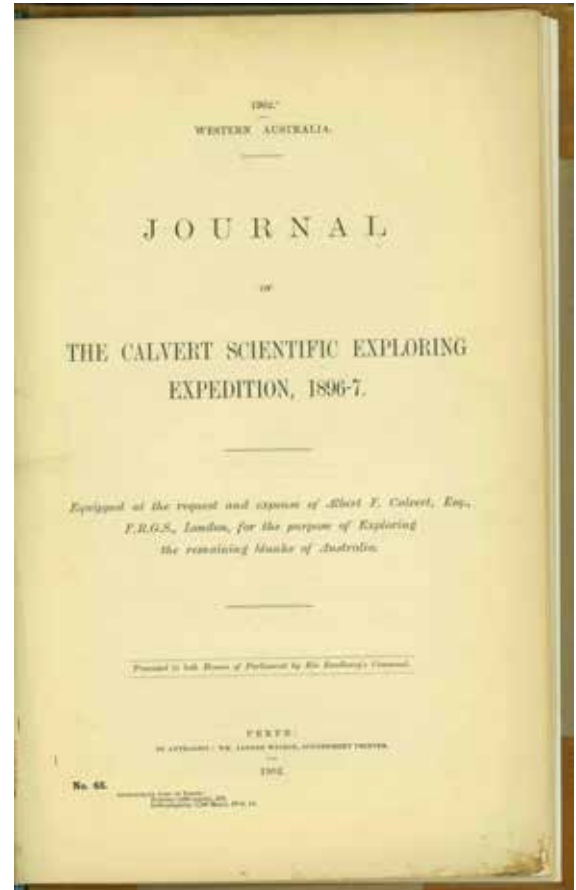 1902.
WESTERN AUSTRALIA.
JOURNAL
OF
THE CALVERT SCIENTIFIC EXPLORING
EXPEDITION, 1896-7.
Equipped at the request and expense of Albert F. Calvert, Esq.,
F.R.G.S., London, for the purpose of Exploring
the remaining blanks of Australia.
Presented to both Houses of Parliament by His Excellency's Command.
PERTH:
BY AUTHORITY: WM. ALFRED WATSON, GOVERNMENT PRINTER.
1902.
No. 46.